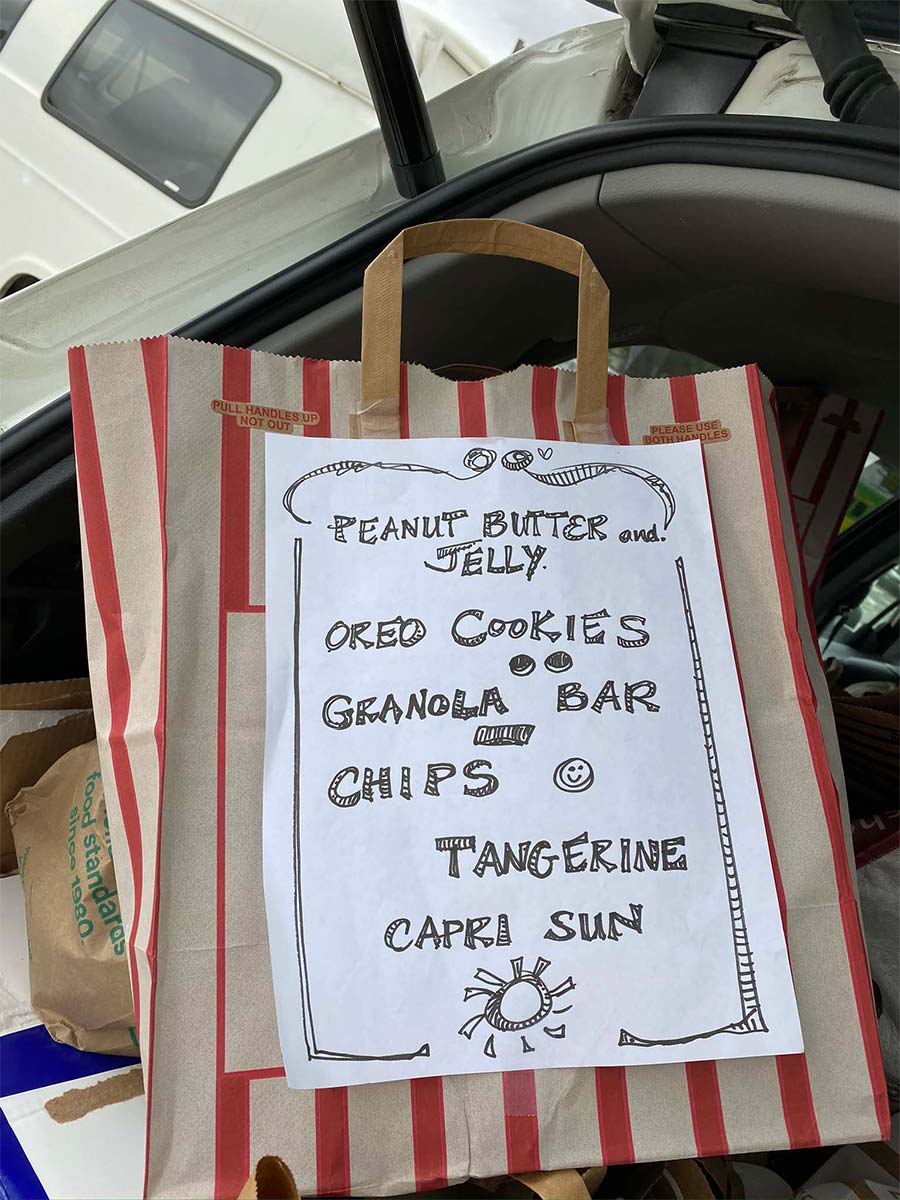 PULL HANDLES UP
NOT OUT
PLEASE USE
BOTH HANDLES
PEANUT BUTTER and.
JELLY.
OREO COOKIES
GRANOLA BAR
CHIPS
TANGERINE
CAPRI SUN
food standards
since 1980.